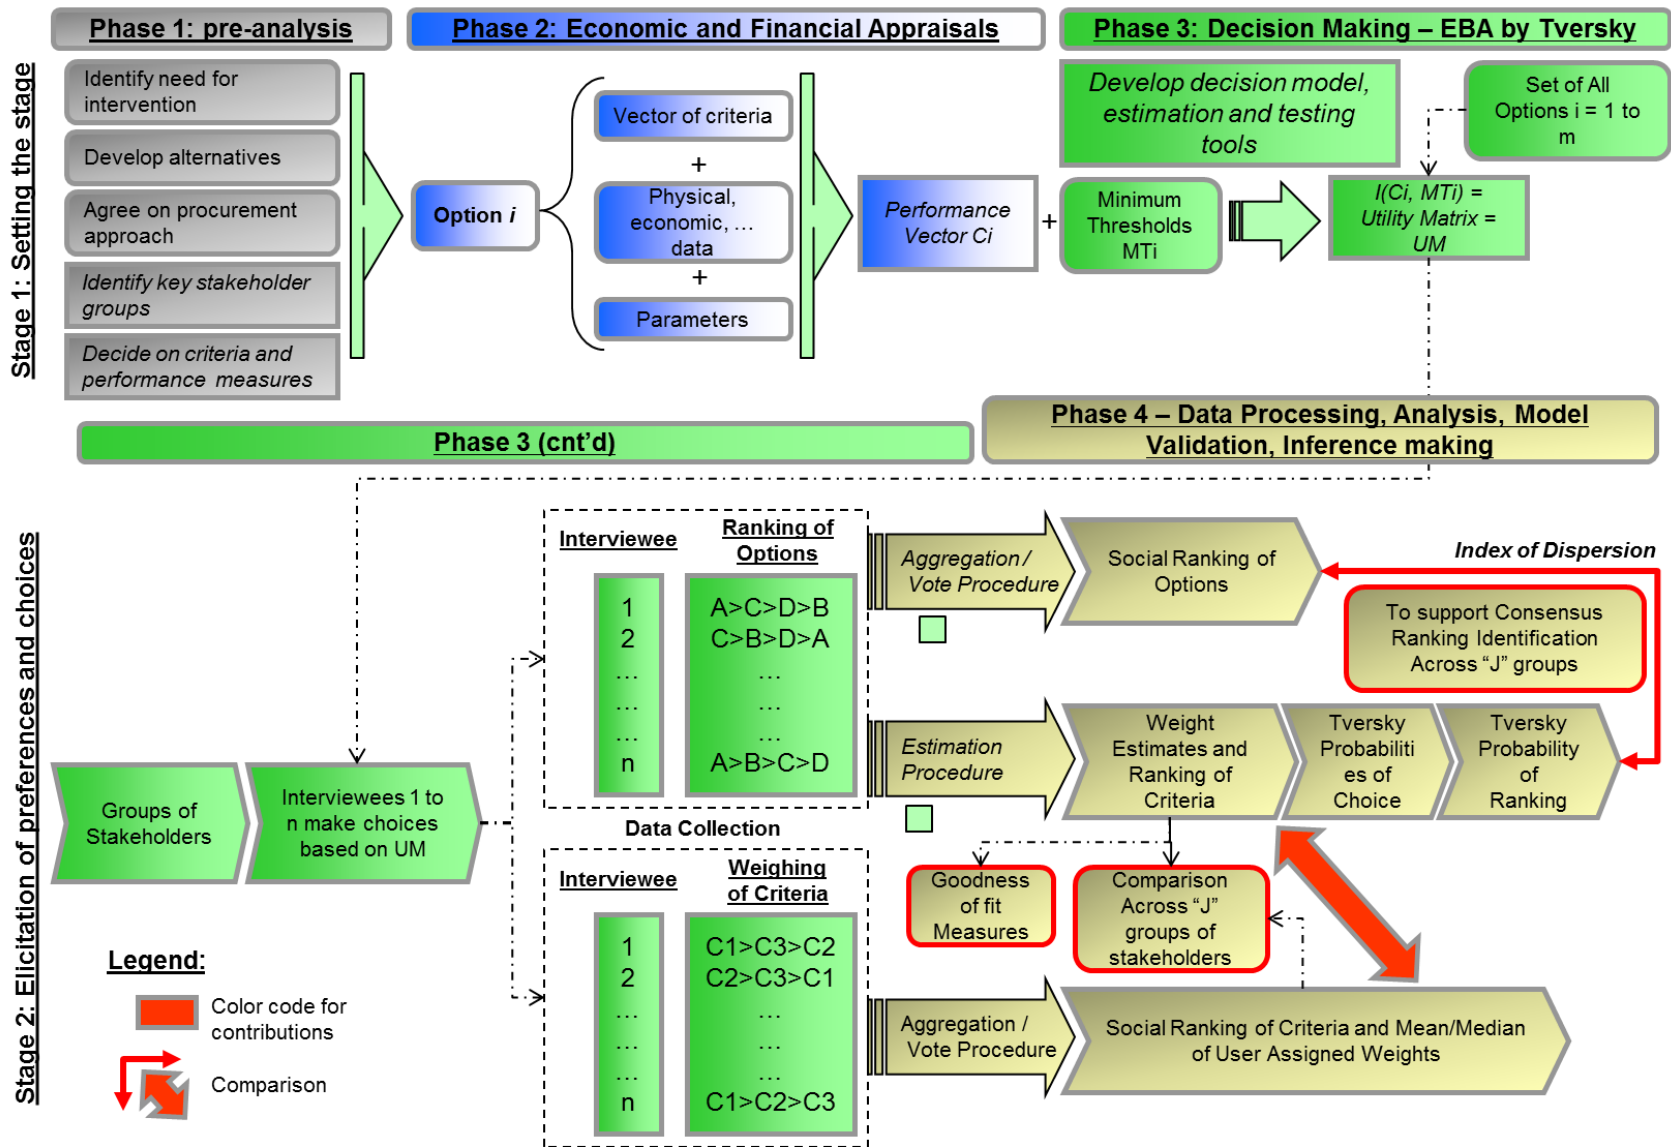 Phase 1: pre-analysis
Phase 2: Economic and Financial Appraisals
Phase 3: Decision Making – EBA by Tversky
Stage 1: Setting the stage
Identify need for
intervention
Develop alternatives
Agree on procurement
approach
Identify key stakeholder
groups
Decide on criteria and
performance measures
Option i
Vector of criteria
+
Physical,
economic, …
data
+
Parameters
Performance
Vector Ci
+
Develop decision model,
estimation and testing
tools
Minimum
Thresholds
MTi
Set of All
Options i = 1 to
m
I(Ci, MTi) =
Utility Matrix =
UM
Phase 3 (cnt’d)
Phase 4 – Data Processing, Analysis, Model
Validation, Inference making
Stage 2: Elicitation of preferences and choices
Groups of
Stakeholders
Interviewees 1 to
n make choices
based on UM
Interviewee
Ranking of
Options
1 A>C>D>B
2 C>B>D>A
… …
… …
… …
n A>B>C>D
Data Collection
Interviewee
Weighing
of Criteria
1 C1>C3>C2
2 C2>C3>C1
… …
… …
… …
n C1>C2>C3
Aggregation /
Vote Procedure
Social Ranking of
Options
Index of Dispersion
To support Consensus
Ranking Identification
Across “J” groups
Estimation
Procedure
Weight
Estimates and
Ranking of
Criteria
Tversky
Probabiliti
es of
Choice
Tversky
Probability
of
Ranking
Goodness
of fit
Measures
Comparison
Across “J”
groups of
stakeholders
Aggregation /
Vote Procedure
Social Ranking of Criteria and Mean/Median
of User Assigned Weights
Legend:
Color code for
contributions
Comparison